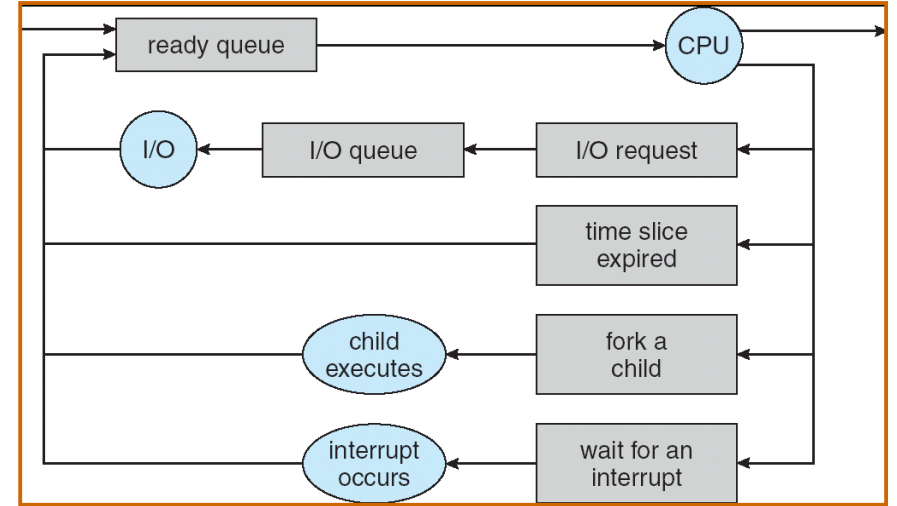 ready queue
CPU
I/O
I/O queue
I/O request
time slice
expired
child
executes
fork a
child
interrupt
occurs
wait for an
interrupt